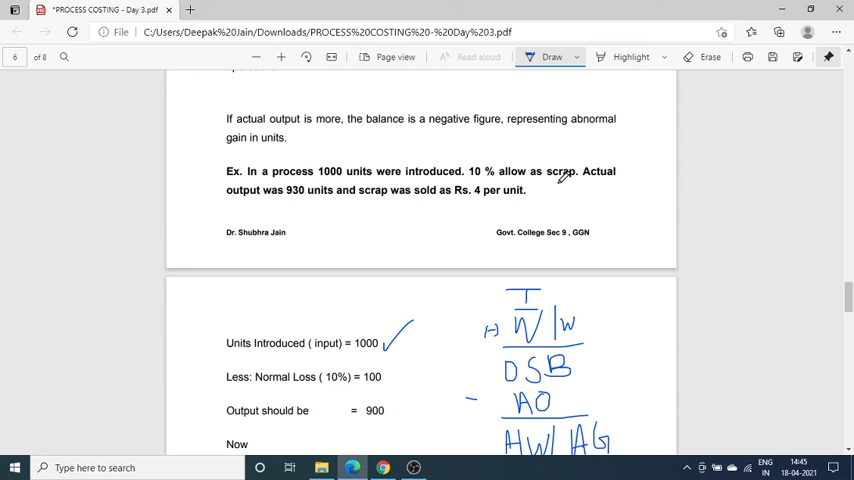 *PROCESS COSTING - Day 3.pdf
File
C:/Users/Deepak%20Jain/Downloads/PROCESS%20COSTING%20-%20Day%203.pdf
6 of 8
Page view
Read aloud
Draw
Highlight
Erase
If actual output is more, the balance is a negative figure, representing abnormal
gain in units.
Ex. In a process 1000 units were introduced. 10 % allow as scrap. Actual
output was 930 units and scrap was sold as Rs. 4 per unit.
Dr. Shubhra Jain
Govt. College Sec 9 , GGN
I
(-) N/W
Units Introduced ( input) = 1000
OSB
Less: Normal Loss ( 10%) = 100
- AO
Output should be = 900
AW/AG
Now
Type here to search
ENG
IN
14:45
18-04-2021